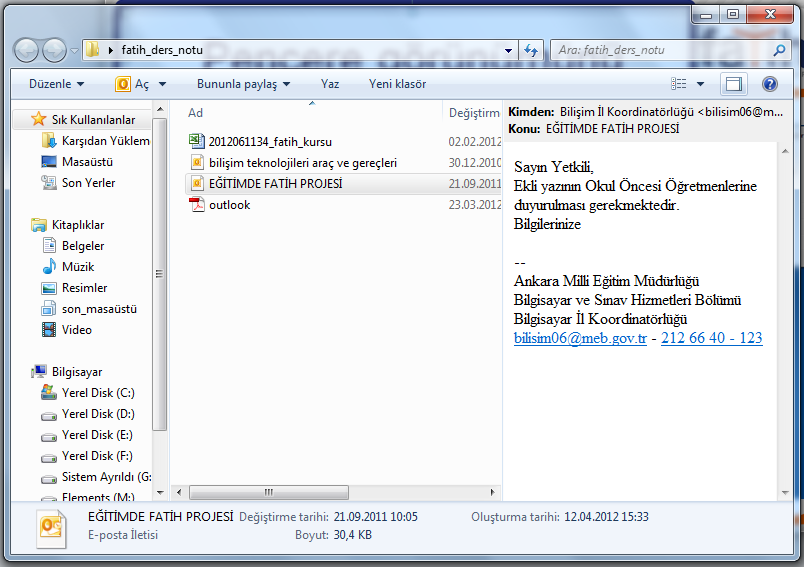 fatih_ders_notu
Ara: fatih_ders_notu
Düzenle
Aç
Bununla paylaş
Yaz
Yeni klasör
Sık Kullanılanlar
Karşıdan Yüklem
Masaüstü
Son Yerler
Kitaplıklar
Belgeler
Müzik
Resimler
son_masaüstü
Video
Bilgisayar
Yerel Disk (C:)
Yerel Disk (D:)
Yerel Disk (E:)
Yerel Disk (F:)
Sistem Ayrıldı (G:
Elements (M:)
Ad Değiştirm
2012061134_fatih_kursu 02.02.2012
bilişim teknolojileri araç ve gereçleri 30.12.2010
EĞİTİMDE FATİH PROJESİ 21.09.2011
outlook 23.03.2012
Kimden: Bilişim İl Koordinatörlüğü <bilisim06@m...
Konu: EĞİTİMDE FATİH PROJESİ
Sayın Yetkili,
Ekli yazının Okul Öncesi Öğretmenlerine
duyurulması gerekmektedir.
Bilgilerinize
--
Ankara Milli Eğitim Müdürlüğü
Bilgisayar ve Sınav Hizmetleri Bölümü
Bilgisayar İl Koordinatörlüğü
bilisim06@meb.gov.tr - 212 66 40 - 123
EĞİTİMDE FATİH PROJESİ Değiştirme tarihi: 21.09.2011 10:05 Oluşturma tarihi: 12.04.2012 15:33
E-posta İletisi Boyut: 30,4 KB